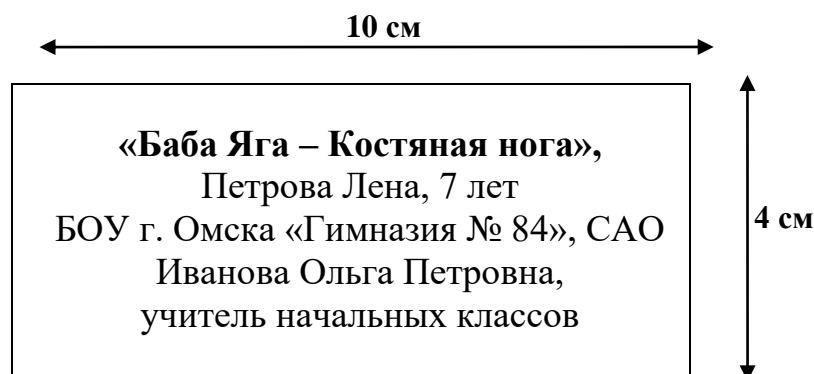 10 см
«Баба Яга – Костяная нога»,
Петрова Лена, 7 лет
БОУ г. Омска «Гимназия № 84», САО
Иванова Ольга Петровна,
учитель начальных классов
4 см